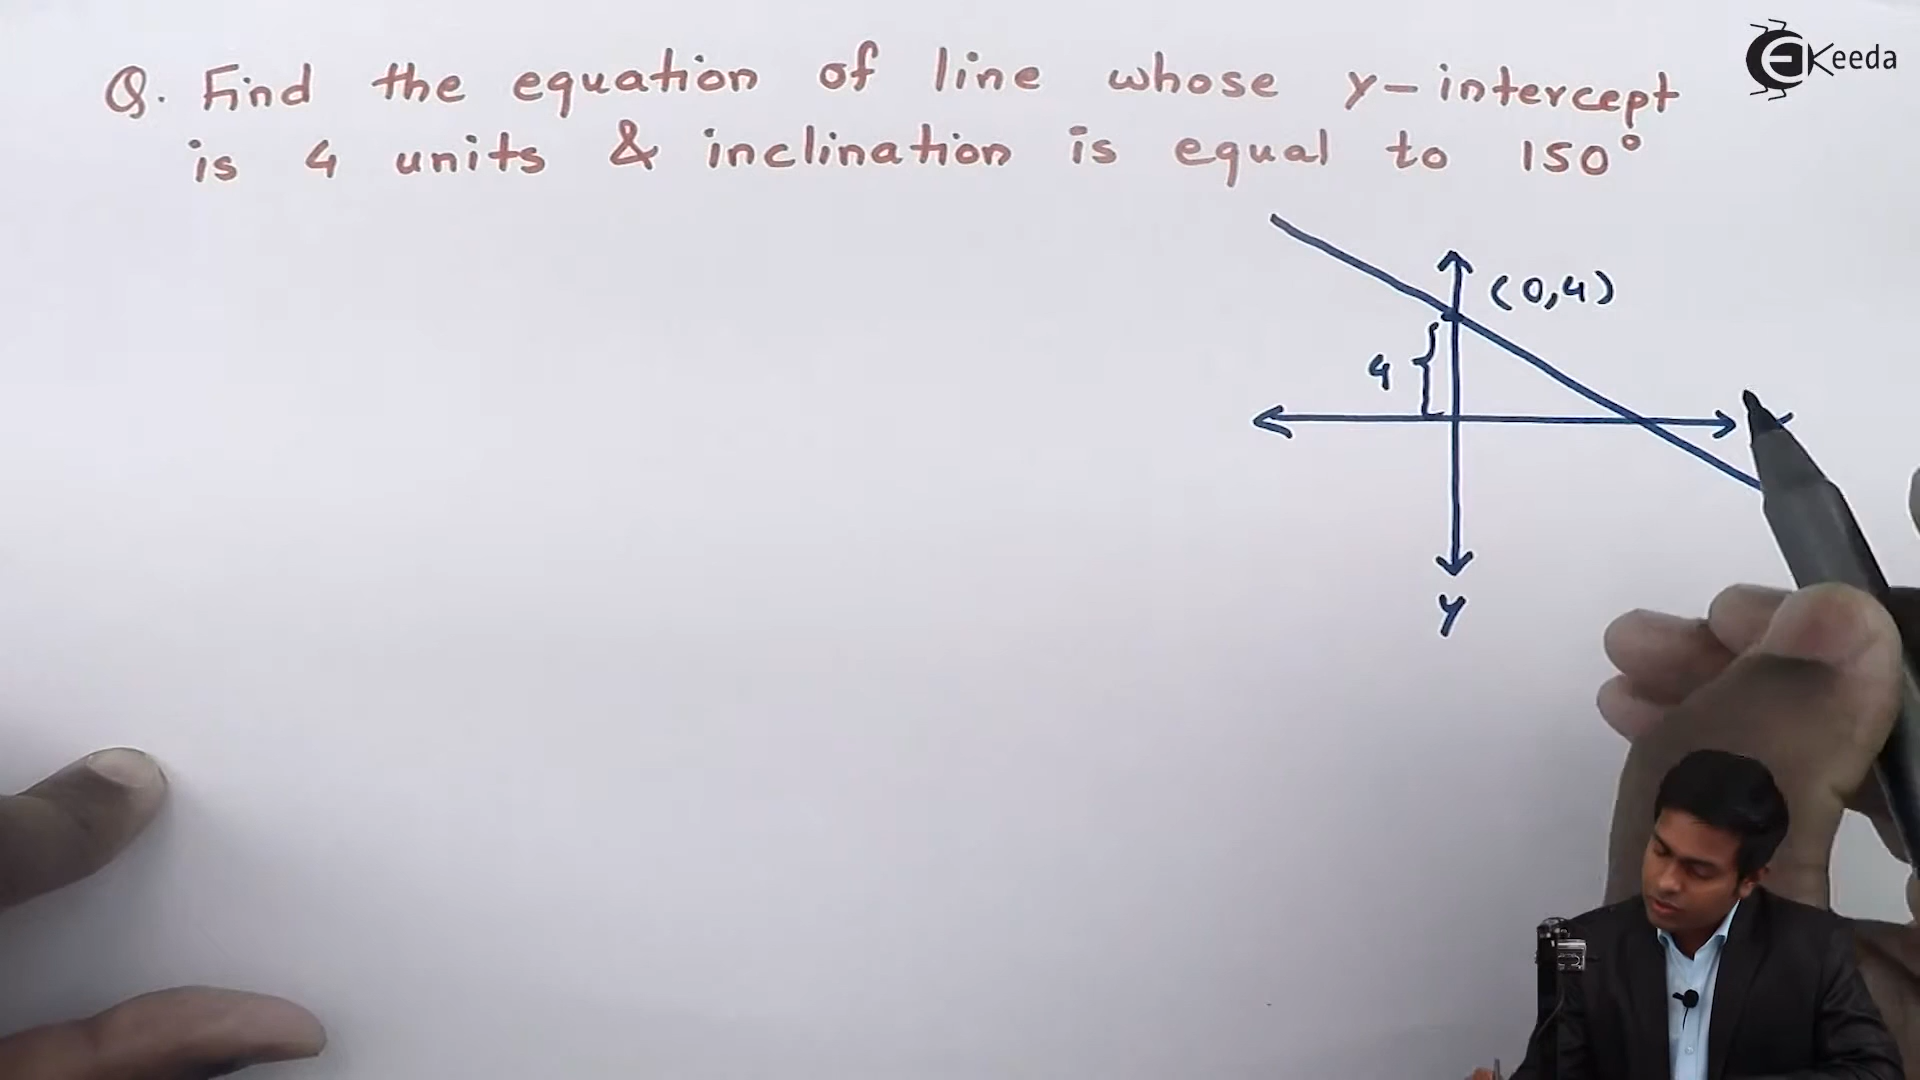 Q. Find the equation of line whose y-intercept
is 4 units & inclination is equal to 150°
(0,4)
4
y
Keeda